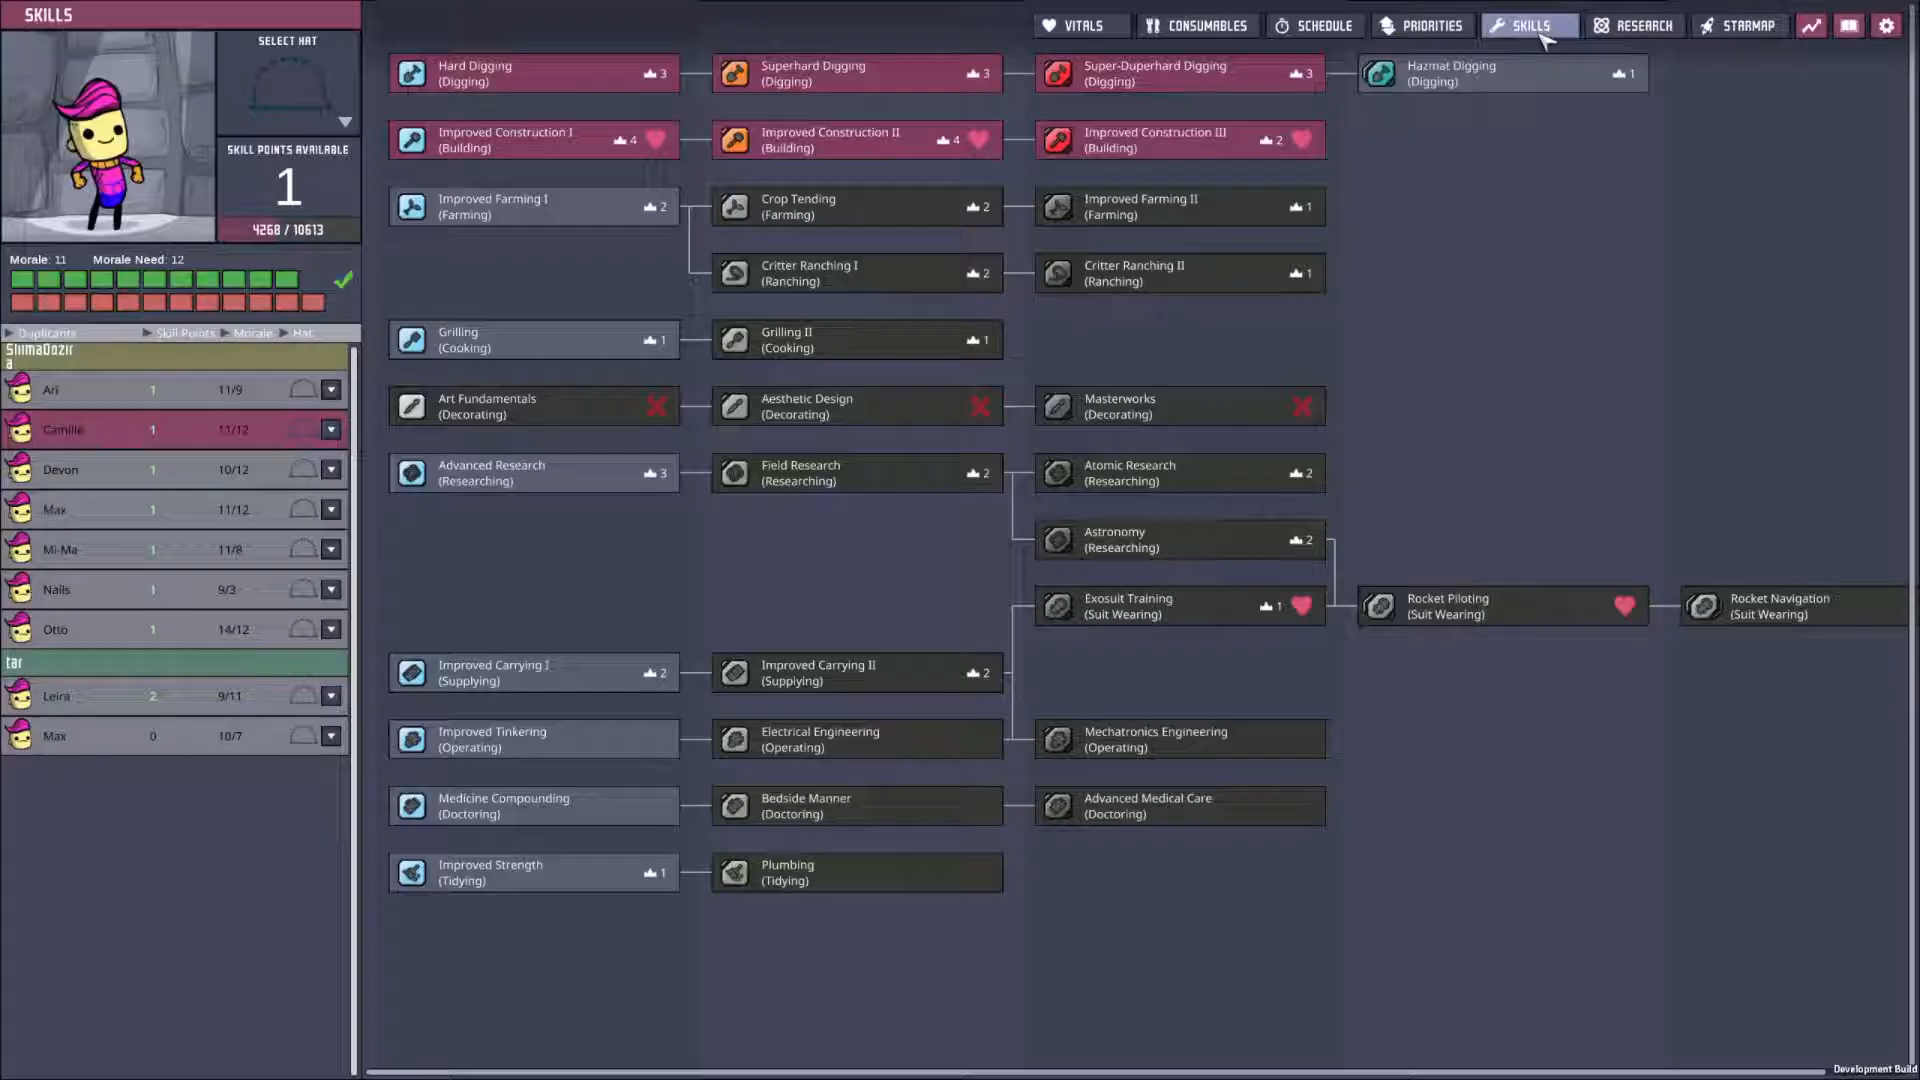 SKILLS
VITALS
CONSUMABLES
SCHEDULE
PRIORITIES
SKILLS
RESEARCH
STARMAP
SELECT HAT
SKILL POINTS AVAILABLE
1
4268 / 10613
Morale: 11 Morale Need: 12
Duplicants Skill Points Morale Hat
Ari 1 11/9
Camille 1 11/12
Devon 1 10/12
Max 1 11/12
Mi-Ma 1 11/8
Nails 1 9/3
Otto 1 14/12
tar
Leira 2 9/11
Max 0 10/7
Hard Digging
(Digging)
3
Superhard Digging
(Digging)
3
Super-Duperhard Digging
(Digging)
3
Hazmat Digging
(Digging)
1
Improved Construction I
(Building)
4
Improved Construction II
(Building)
4
Improved Construction III
(Building)
2
Improved Farming I
(Farming)
2
Crop Tending
(Farming)
2
Improved Farming II
(Farming)
1
Critter Ranching I
(Ranching)
2
Critter Ranching II
(Ranching)
1
Grilling
(Cooking)
1
Grilling II
(Cooking)
1
Art Fundamentals
(Decorating)
Aesthetic Design
(Decorating)
Masterworks
(Decorating)
Advanced Research
(Researching)
3
Field Research
(Researching)
2
Atomic Research
(Researching)
2
Astronomy
(Researching)
2
Exosuit Training
(Suit Wearing)
1
Rocket Piloting
(Suit Wearing)
Rocket Navigation
(Suit Wearing)
Improved Carrying I
(Supplying)
2
Improved Carrying II
(Supplying)
2
Improved Tinkering
(Operating)
Electrical Engineering
(Operating)
Mechatronics Engineering
(Operating)
Medicine Compounding
(Doctoring)
Bedside Manner
(Doctoring)
Advanced Medical Care
(Doctoring)
Improved Strength
(Tidying)
1
Plumbing
(Tidying)
Development Build